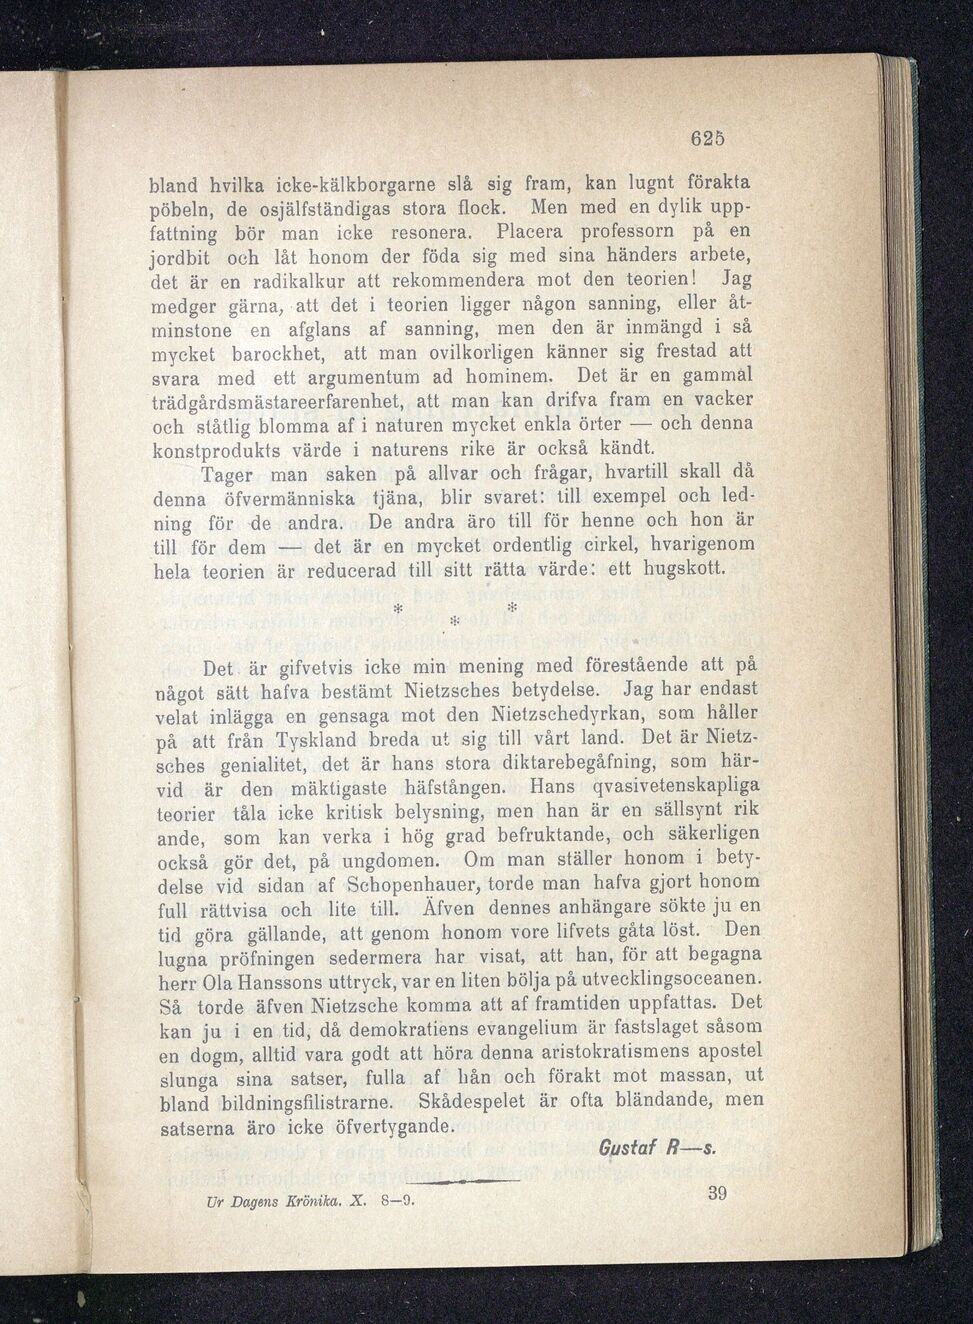 625
bland hvilka icke-kälkborgarne slå sig fram, kan lugnt förakta
pöbeln, de osjälfständigas stora flock. Men med en dylik upp-
fattning bör man icke resonera. Placera professorn på en
jordbit och låt honom der föda sig med sina händers arbete,
det är en radikalkur att rekommendera mot den teorien! Jag
medger gärna, att det i teorien ligger någon sanning, eller åt-
minstone en afglans af sanning, men den är inmängd i så
mycket barockhet, att man ovilkorligen känner sig frestad att
svara med ett argumentum ad hominem. Det är en gammal
trädgårdsmästareerfarenhet, att man kan drifva fram en vacker
och ståtlig blomma af i naturen mycket enkla örter — och denna
konstprodukts värde i naturens rike är också kändt.
Tager man saken på allvar och frågar, hvartill skall då
denna öfvermänniska tjäna, blir svaret: till exempel och led-
ning för de andra. De andra äro till för henne och hon är
till för dem — det är en mycket ordentlig cirkel, hvarigenom
hela teorien är reducerad till sitt rätta värde: ett hugskott.
* * *
Det är gifvetvis icke min mening med förestående att på
något sätt hafva bestämt Nietzsches betydelse. Jag har endast
velat inlägga en gensaga mot den Nietzschedyrkan, som håller
på att från Tyskland breda ut sig till vårt land. Det är Nietz-
sches genialitet, det är hans stora diktarebegåfning, som här-
vid är den mäktigaste häfstången. Hans qvasivetenskapliga
teorier tåla icke kritisk belysning, men han är en sällsynt rik
ande, som kan verka i hög grad befruktande, och säkerligen
också gör det, på ungdomen. Om man ställer honom i bety-
delse vid sidan af Schopenhauer, torde man hafva gjort honom
full rättvisa och lite till. Äfven dennes anhängare sökte ju en
tid göra gällande, att genom honom vore lifvets gåta löst. Den
lugna pröfningen sedermera har visat, att han, för att begagna
herr Ola Hanssons uttryck, var en liten bölja på utvecklingsoceanen.
Så torde äfven Nietzsche komma att af framtiden uppfattas. Det
kan ju i en tid, då demokratiens evangelium är fastslaget såsom
en dogm, alltid vara godt att höra denna aristokratismens apostel
slunga sina satser, fulla af hån och förakt mot massan, ut
bland bildningsfilistrarne. Skådespelet är ofta bländande, men
satserna äro icke öfvertygande.
Gustaf R—s.
Ur Dagens Krönika. X. 8—9.
39